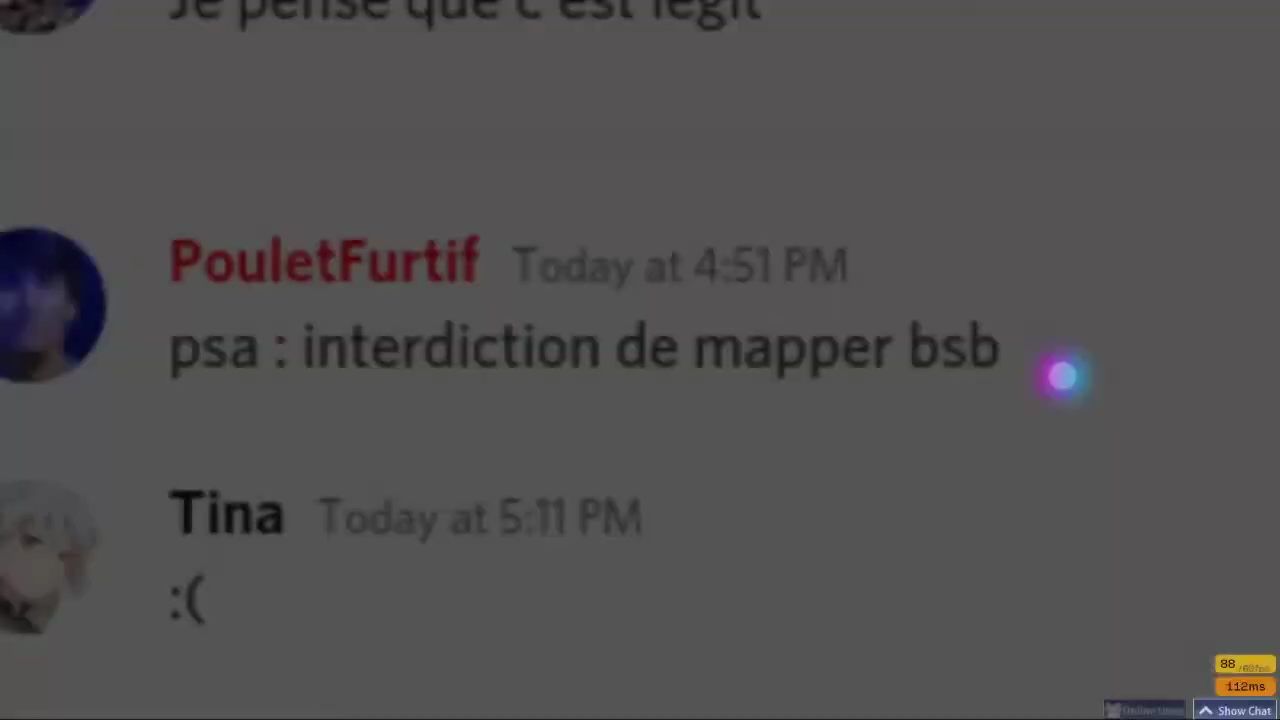 Je pense que c'est legit
PouletFurtif Today at 4:51 PM
psa : interdiction de mapper bsb
Tina Today at 5:11 PM
:(
88
112ms
Show Chat